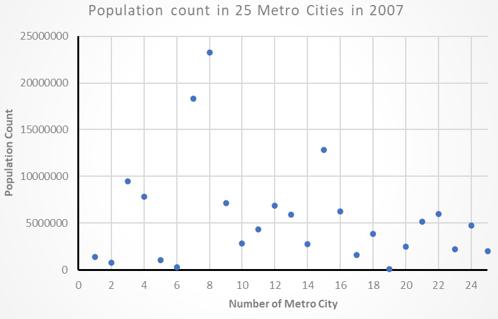 Population count in 25 Metro Cities in 2007
25000000
20000000
15000000
10000000
5000000
0
Population Count
0 2 4 6 8 10 12 14 16 18 20 22 24
Number of Metro City